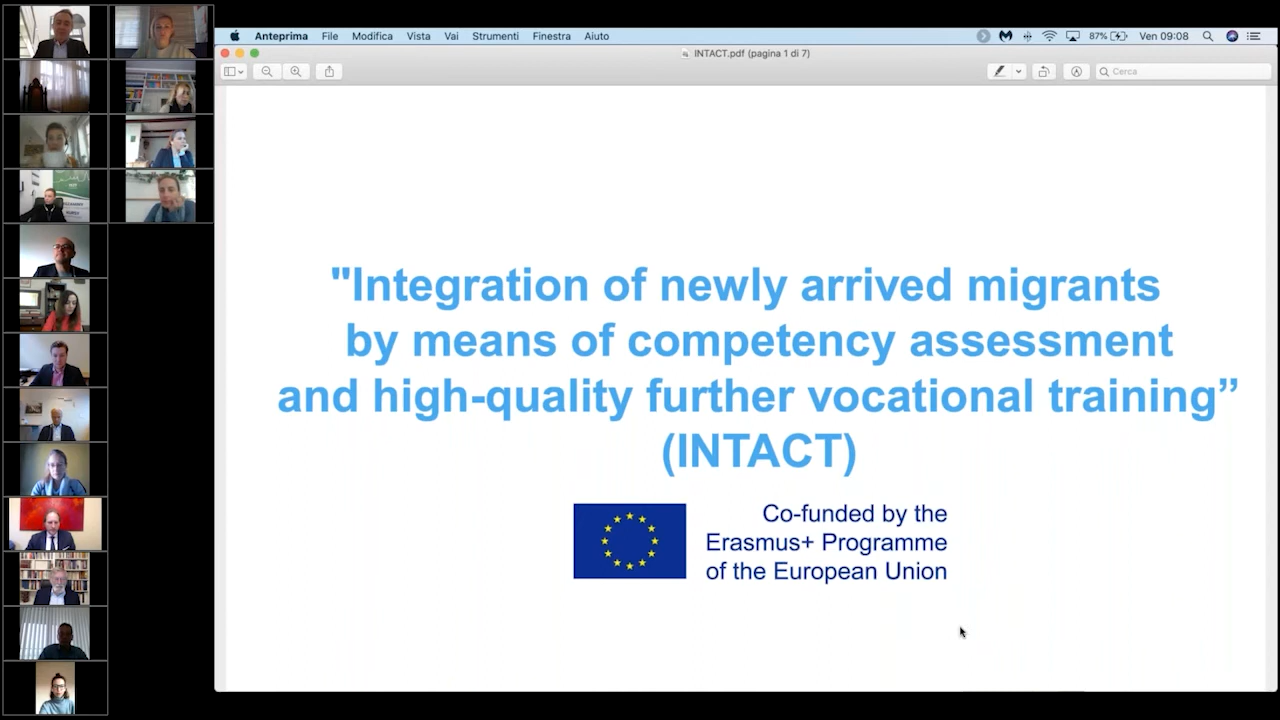 Anteprima File Modifica Vista Vai Strumenti Finestra Aiuto 87% Ven 09:08
INTACT.pdf (pagina 1 di 7)
Cerca
"Integration of newly arrived migrants
by means of competency assessment
and high-quality further vocational training”
(INTACT)
Co-funded by the
Erasmus+ Programme
of the European Union